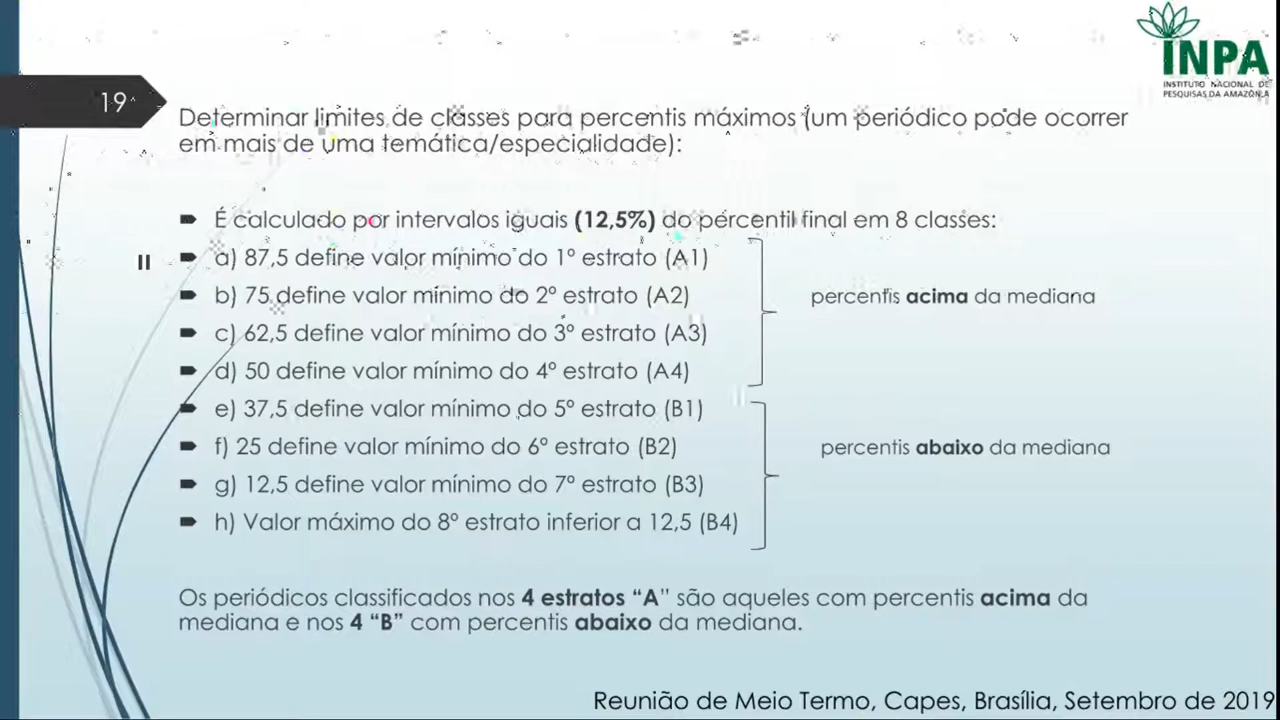 INPA
INSTITUTO NACIONAL DE
PESQUISAS DA AMAZÔNIA
19
Determinar limites de classes para percentis máximos (um periódico pode ocorrer
em mais de uma temática/especialidade):
É calculado por intervalos iguais (12,5%) do percentil final em 8 classes:
a) 87,5 define valor mínimo do 1º estrato (A1)
b) 75 define valor mínimo do 2º estrato (A2)
percentis acima da mediana
c) 62,5 define valor mínimo do 3º estrato (A3)
d) 50 define valor mínimo do 4º estrato (A4)
e) 37,5 define valor mínimo do 5º estrato (B1)
f) 25 define valor mínimo do 6º estrato (B2)
percentis abaixo da mediana
g) 12,5 define valor mínimo do 7º estrato (B3)
h) Valor máximo do 8º estrato inferior a 12,5 (B4)
Os periódicos classificados nos 4 estratos “A” são aqueles com percentis acima da
mediana e nos 4 “B” com percentis abaixo da mediana.
Reunião de Meio Termo, Capes, Brasília, Setembro de 2019